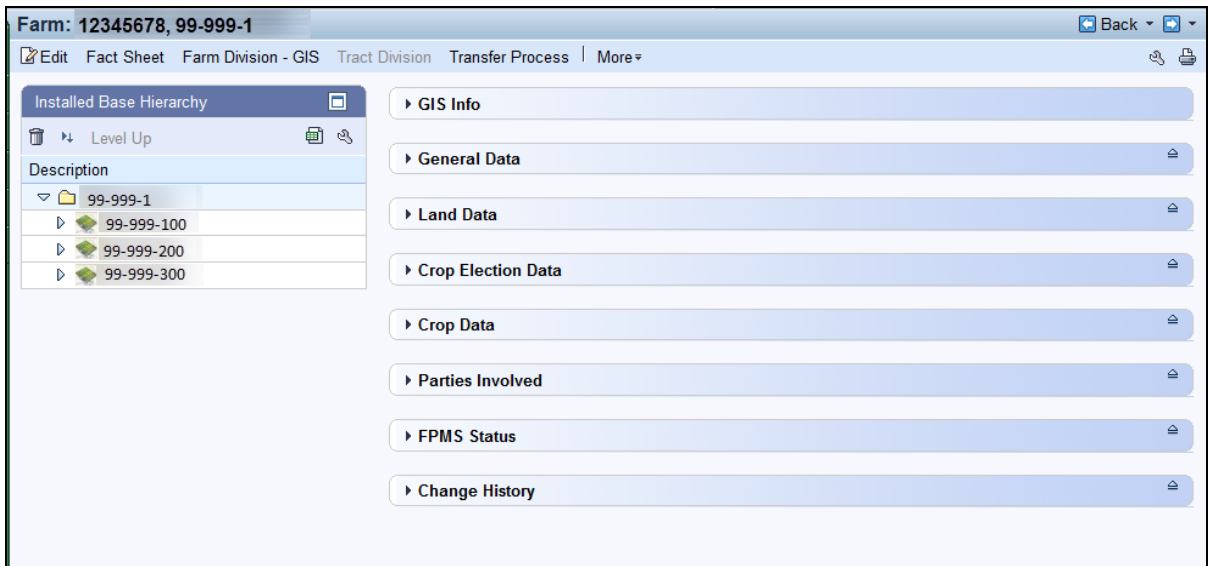 Farm: 12345678, 99-999-1 Back
Edit Fact Sheet Farm Division - GIS Tract Division Transfer Process More
Installed Base Hierarchy
Level Up
Description
99-999-1
99-999-100
99-999-200
99-999-300
GIS Info
General Data
Land Data
Crop Election Data
Crop Data
Parties Involved
FPMS Status
Change History